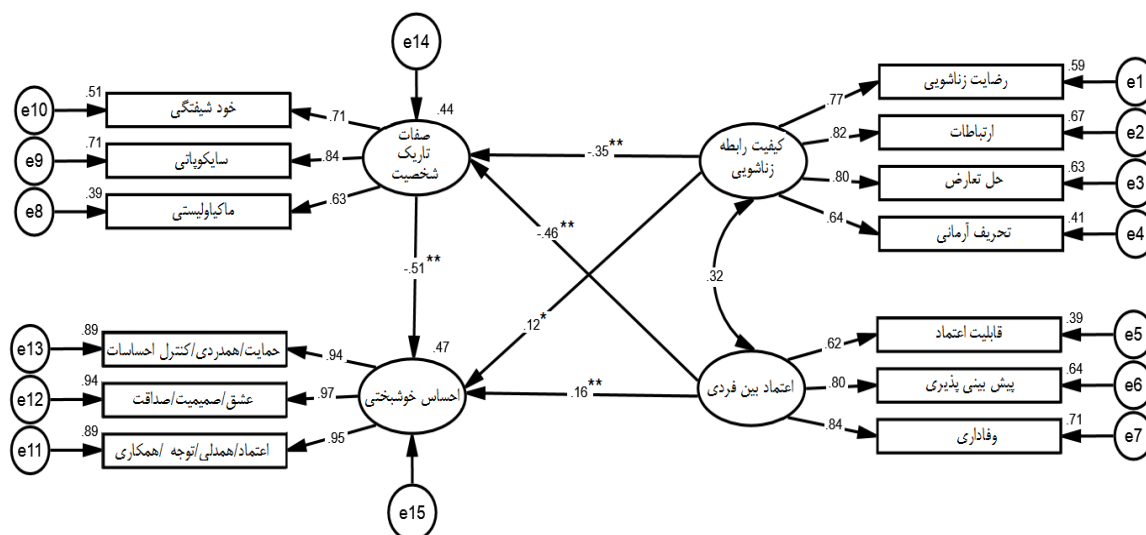 e14
.44
صفات
تاریک
شخصیت
e10
.51
خود شیفتگی
.71
e9
.71
سایکوپاتی
.84
e8
.39
ماکیاولیستی
.63
کیفیت رابطه
زناشویی
.77
رضایت زناشویی
.59
e1
.82
ارتباطات
.67
e2
.80
حل تعارض
.63
e3
.64
تحریف آرمانی
.41
e4
-.35**
-.46**
-.51**
.12*
.16**
.32
e13
.89
حمایت/همدردی/کنترل احساسات
.94
e12
.94
عشق/صمیمیت/صداقت
.97
e11
.89
اعتماد/همدلی/توجه /همکاری
.95
.47
احساس خوشبختی
e15
اعتماد بین فردی
.62
قابلیت اعتماد
.39
e5
.80
پیش بینی پذیری
.64
e6
.84
وفاداری
.71
e7